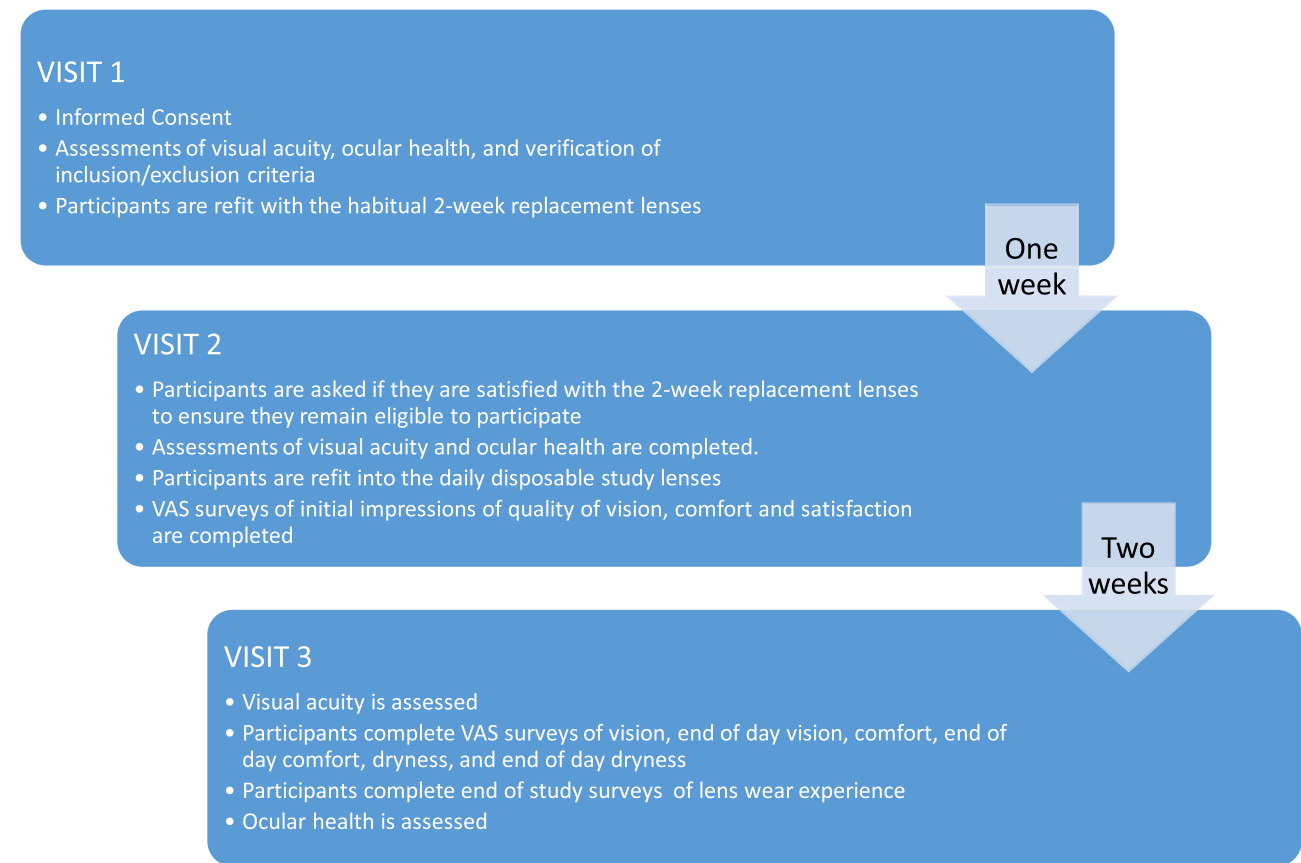 VISIT 1
• Informed Consent
• Assessments of visual acuity, ocular health, and verification of
inclusion/exclusion criteria
• Participants are refit with the habitual 2-week replacement lenses
One
week
VISIT 2
• Participants are asked if they are satisfied with the 2-week replacement lenses
to ensure they remain eligible to participate
• Assessments of visual acuity and ocular health are completed.
• Participants are refit into the daily disposable study lenses
• VAS surveys of initial impressions of quality of vision, comfort and satisfaction
are completed
Two
weeks
VISIT 3
• Visual acuity is assessed
• Participants complete VAS surveys of vision, end of day vision, comfort, end of
day comfort, dryness, and end of day dryness
• Participants complete end of study surveys of lens wear experience
• Ocular health is assessed